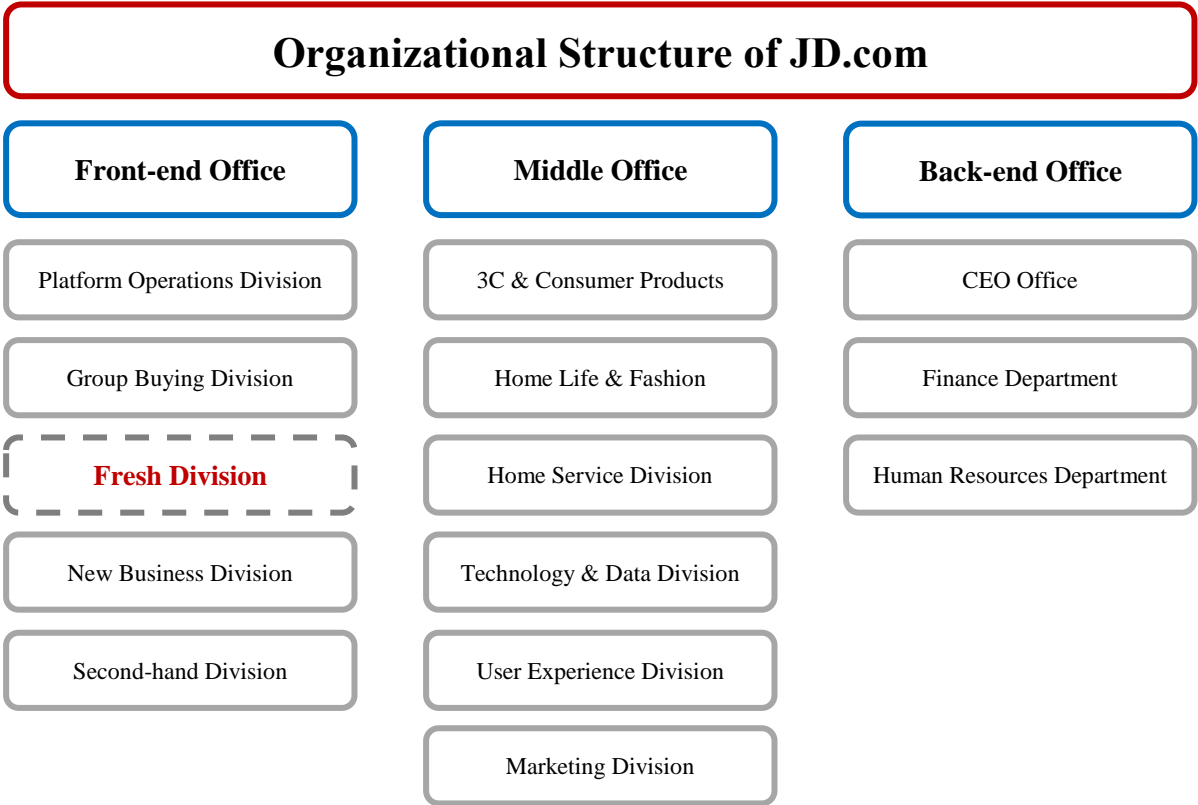 Organizational Structure of JD.com
Front-end Office
Platform Operations Division
Group Buying Division
Fresh Division
New Business Division
Second-hand Division
Middle Office
3C & Consumer Products
Home Life & Fashion
Home Service Division
Technology & Data Division
User Experience Division
Marketing Division
Back-end Office
CEO Office
Finance Department
Human Resources Department